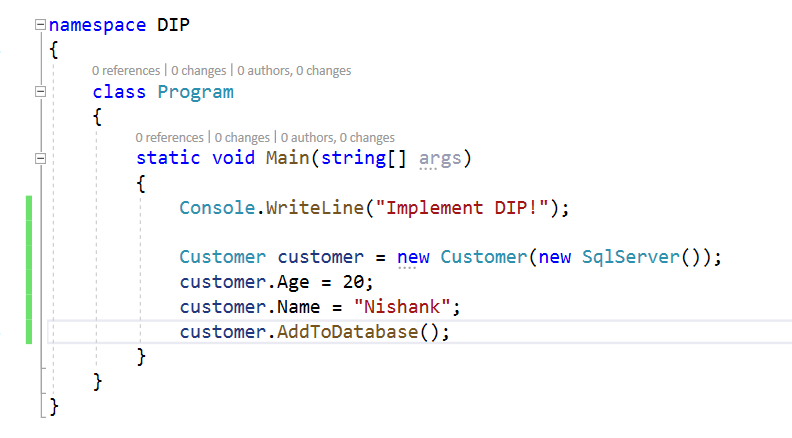 namespace DIP
{
0 references | 0 changes | 0 authors, 0 changes
class Program
{
0 references | 0 changes | 0 authors, 0 changes
static void Main(string[] args)
{
Console.WriteLine("Implement DIP!");
Customer customer = new Customer(new SqlServer());
customer.Age = 20;
customer.Name = "Nishank";
customer.AddToDatabase();
}
}
}